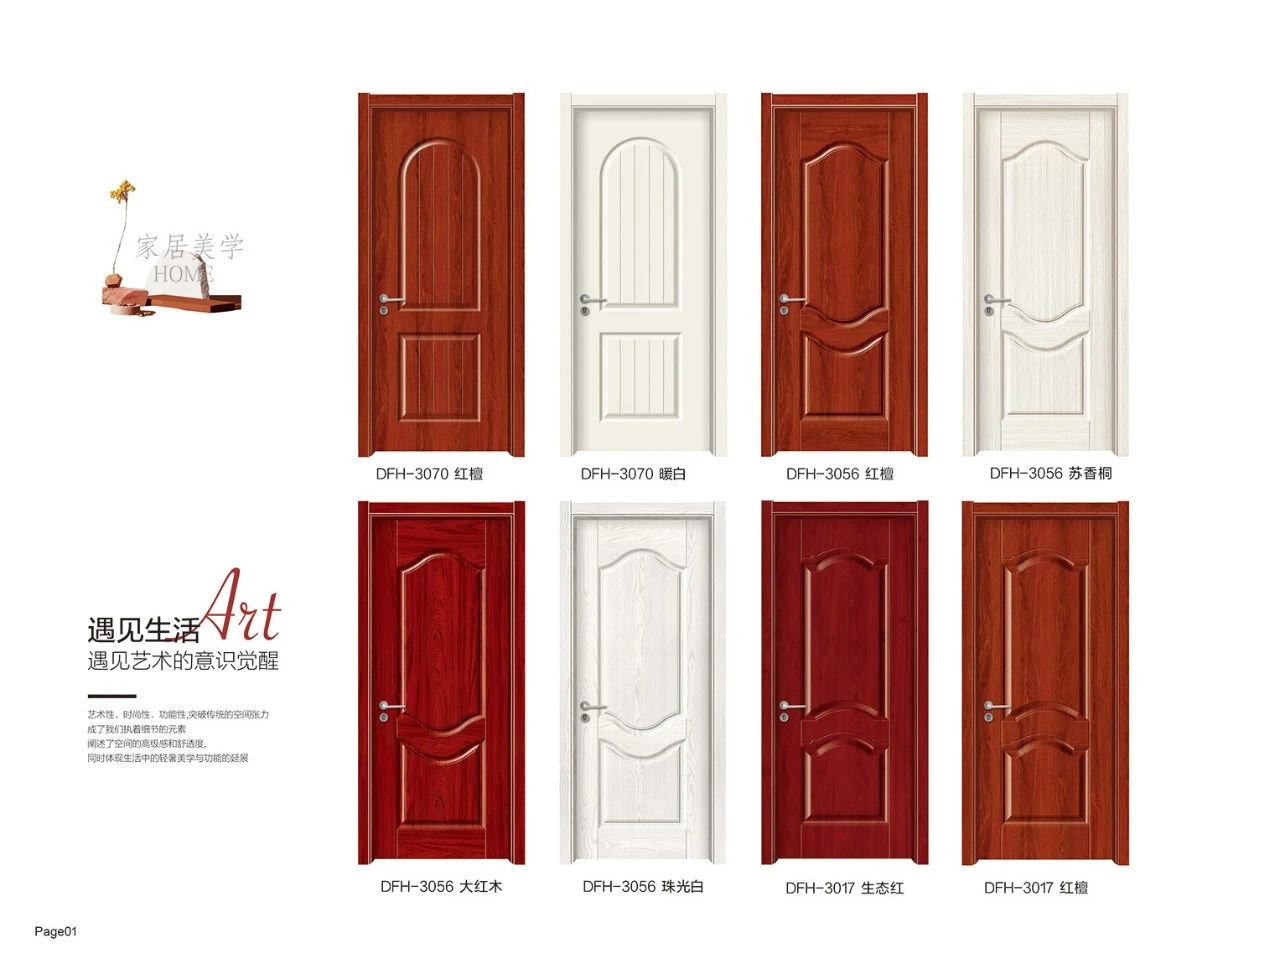 家居美学
HOME
DFH-3070 红檀
DFH-3070 暖白
DFH-3056 红檀
DFH-3056 苏香桐
Art
遇见生活
遇见艺术的意识觉醒
艺术性、时尚性、功能性,突破传统的空间张力
成了我们执着细节的元素
阐述了空间的高级感和舒适度,
同时体现生活中的轻奢美学与功能的延展
DFH-3056 大红木
DFH-3056 珠光白
DFH-3017 生态红
DFH-3017 红檀
Page01